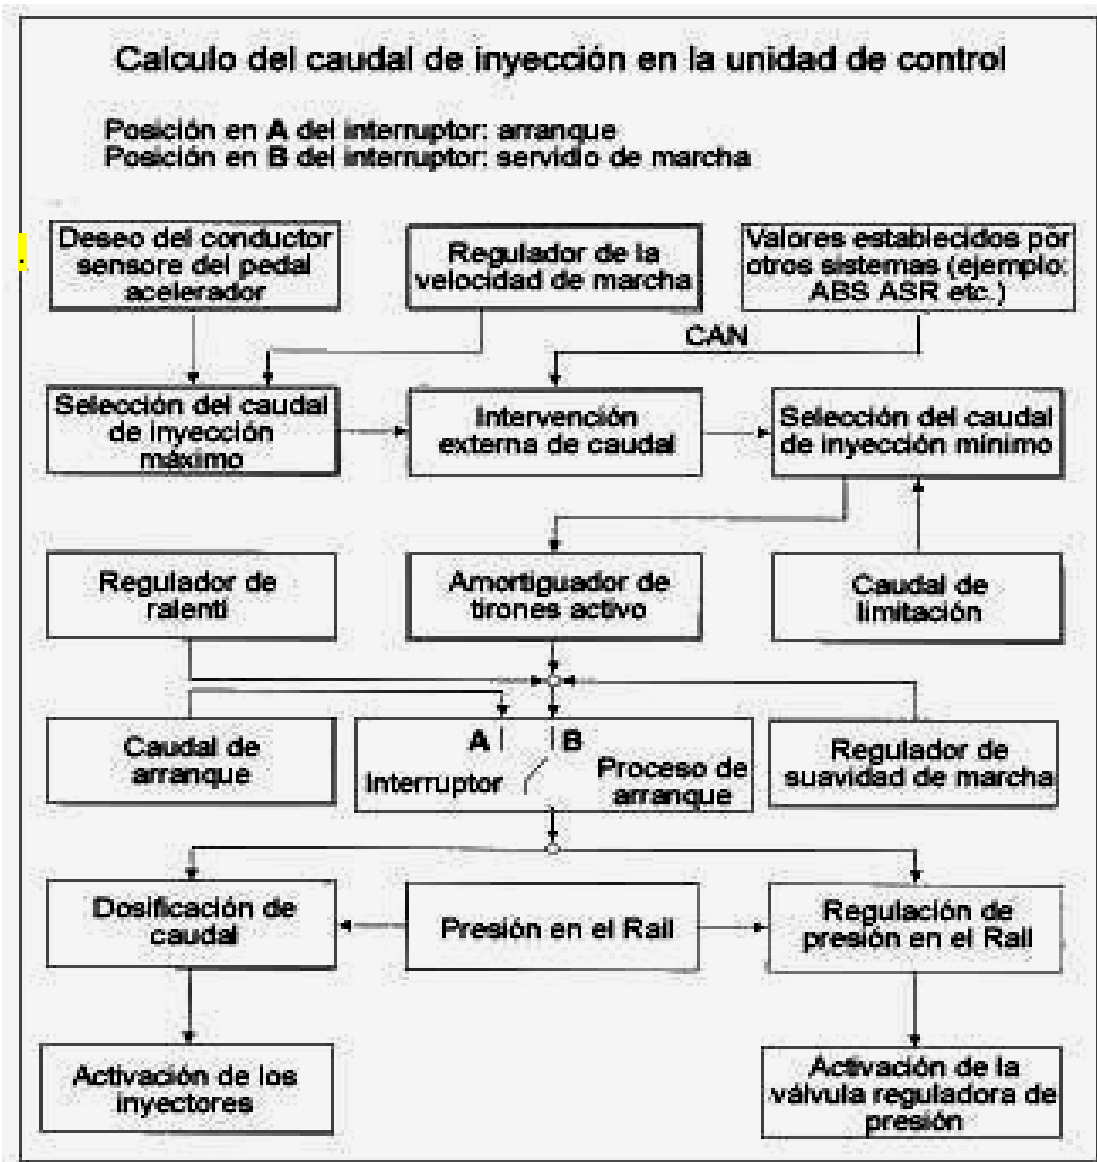 Calculo del caudal de inyección en la unidad de control
Posición en A del interruptor: arranque
Posición en B del interruptor: servidio de marcha
Deseo del conductor
sensore del pedal
acelerador
Regulador de la
velocidad de marcha
Valores establecidos por
otros sistemas (ejemplo:
ABS ASR etc.)
CAN
Selección del caudal
de inyección
máximo
Intervención
externa de caudal
Selección del caudal
de inyección mínimo
Regulador de
ralentí
Amortiguador de
tirones activo
Caudal de
limitación
Caudal de
arranque
A
B
Interruptor
Proceso de
arranque
Regulador de
suavidad de marcha
Dosificación de
caudal
Presión en el Rail
Regulación de
presión en el Rail
Activación de los
inyectores
Activación de la
válvula reguladora de
presión